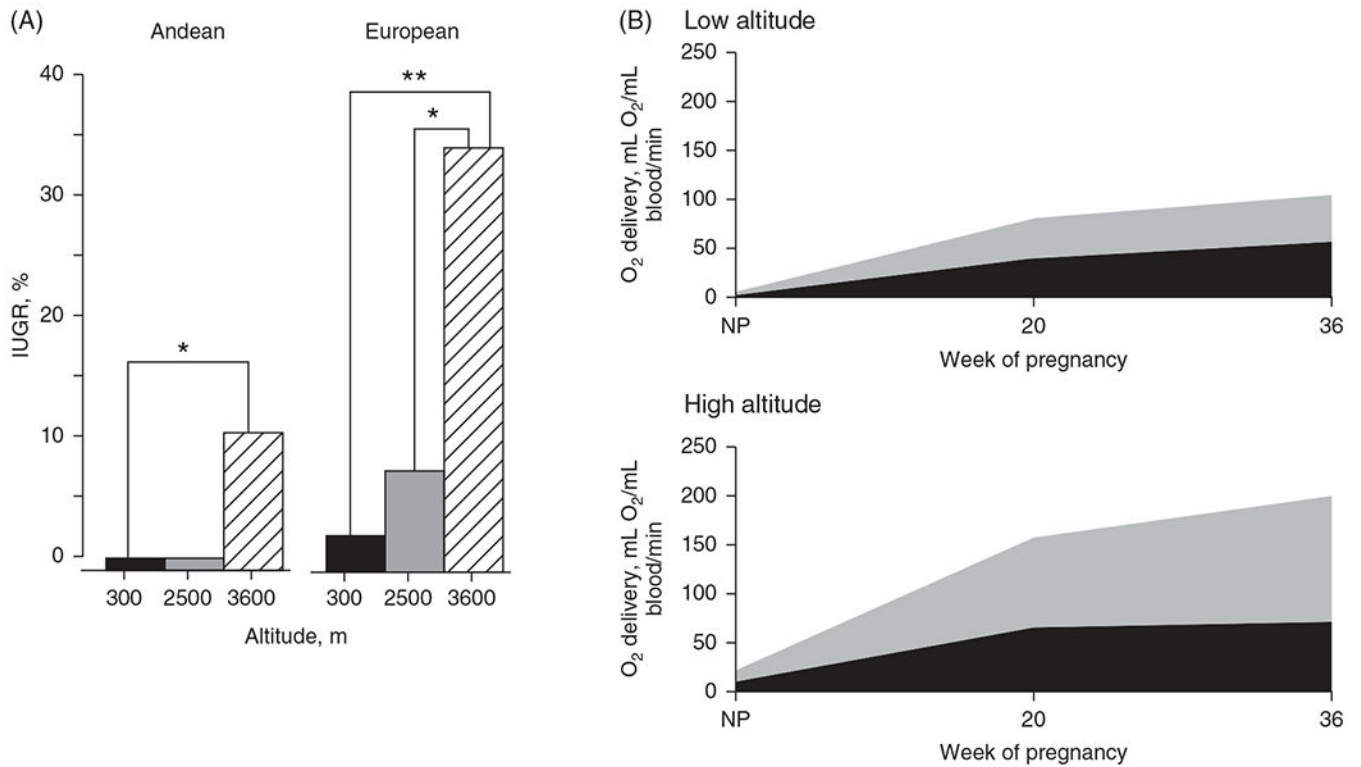 (A)
Andean
European
40
30
20
10
0
IUGR, %
*
**
*
300
2500
3600
300
2500
3600
Altitude, m
(B)
Low altitude
250
200
150
100
50
0
O₂ delivery, mL O₂/mL
blood/min
NP
20
36
Week of pregnancy
High altitude
250
200
150
100
50
0
O₂ delivery, mL O₂/mL
blood/min
NP
20
36
Week of pregnancy